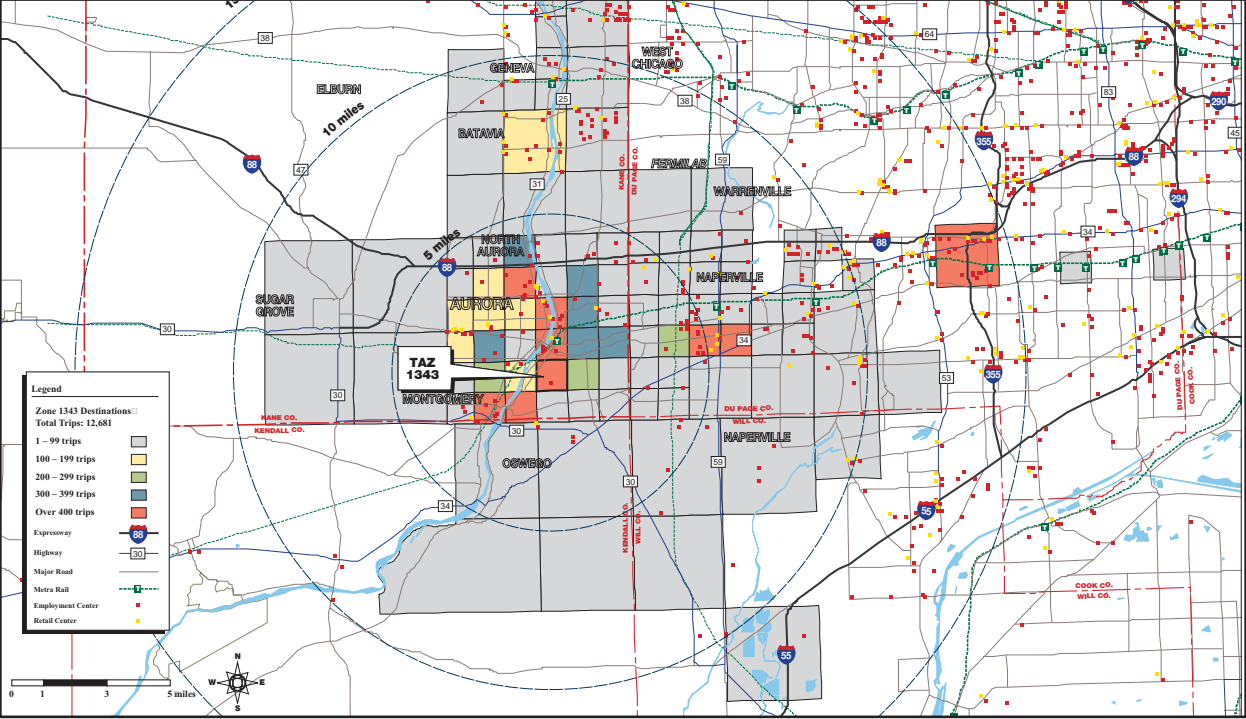 15
38
64
WEST
CHICAGO
GENEVA
ELBURN
83
25
38
290
10 miles
BATAVIA
45
355
KANE CO.
DU PAGE CO.
59
88
88
FERMILAB
47
31
WARRENVILLE
294
5 miles
34
NORTH
AURORA
88
88
NAPERVILLE
SUGAR
GROVE
AURORA
30
34
TAZ
1343
355
53
DU PAGE CO.
COOK CO.
Legend
30
MONTGOMERY
Zone 1343 Destinations
Total Trips: 12,681
KANE CO.
KENDALL CO.
DU PAGE CO.
WILL CO.
30
NAPERVILLE
1 – 99 trips
100 – 199 trips
200 – 299 trips
300 – 399 trips
Over 400 trips
OSWEGO
59
30
34
55
KENDALL CO.
WILL CO.
Expressway
88
Highway
30
Major Road
Metra Rail
T
Employment Center
Retail Center
COOK CO.
WILL CO.
55
N
W
E
S
0
1
3
5 miles